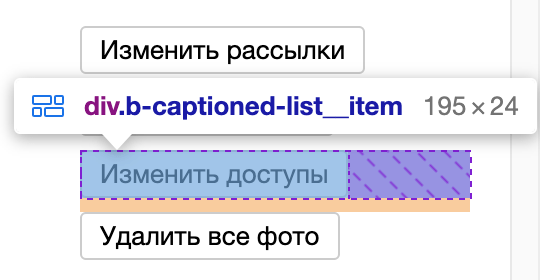 Изменить рассылки
div.b-captioned-list__item 195 × 24
Изменить доступы
Удалить все фото